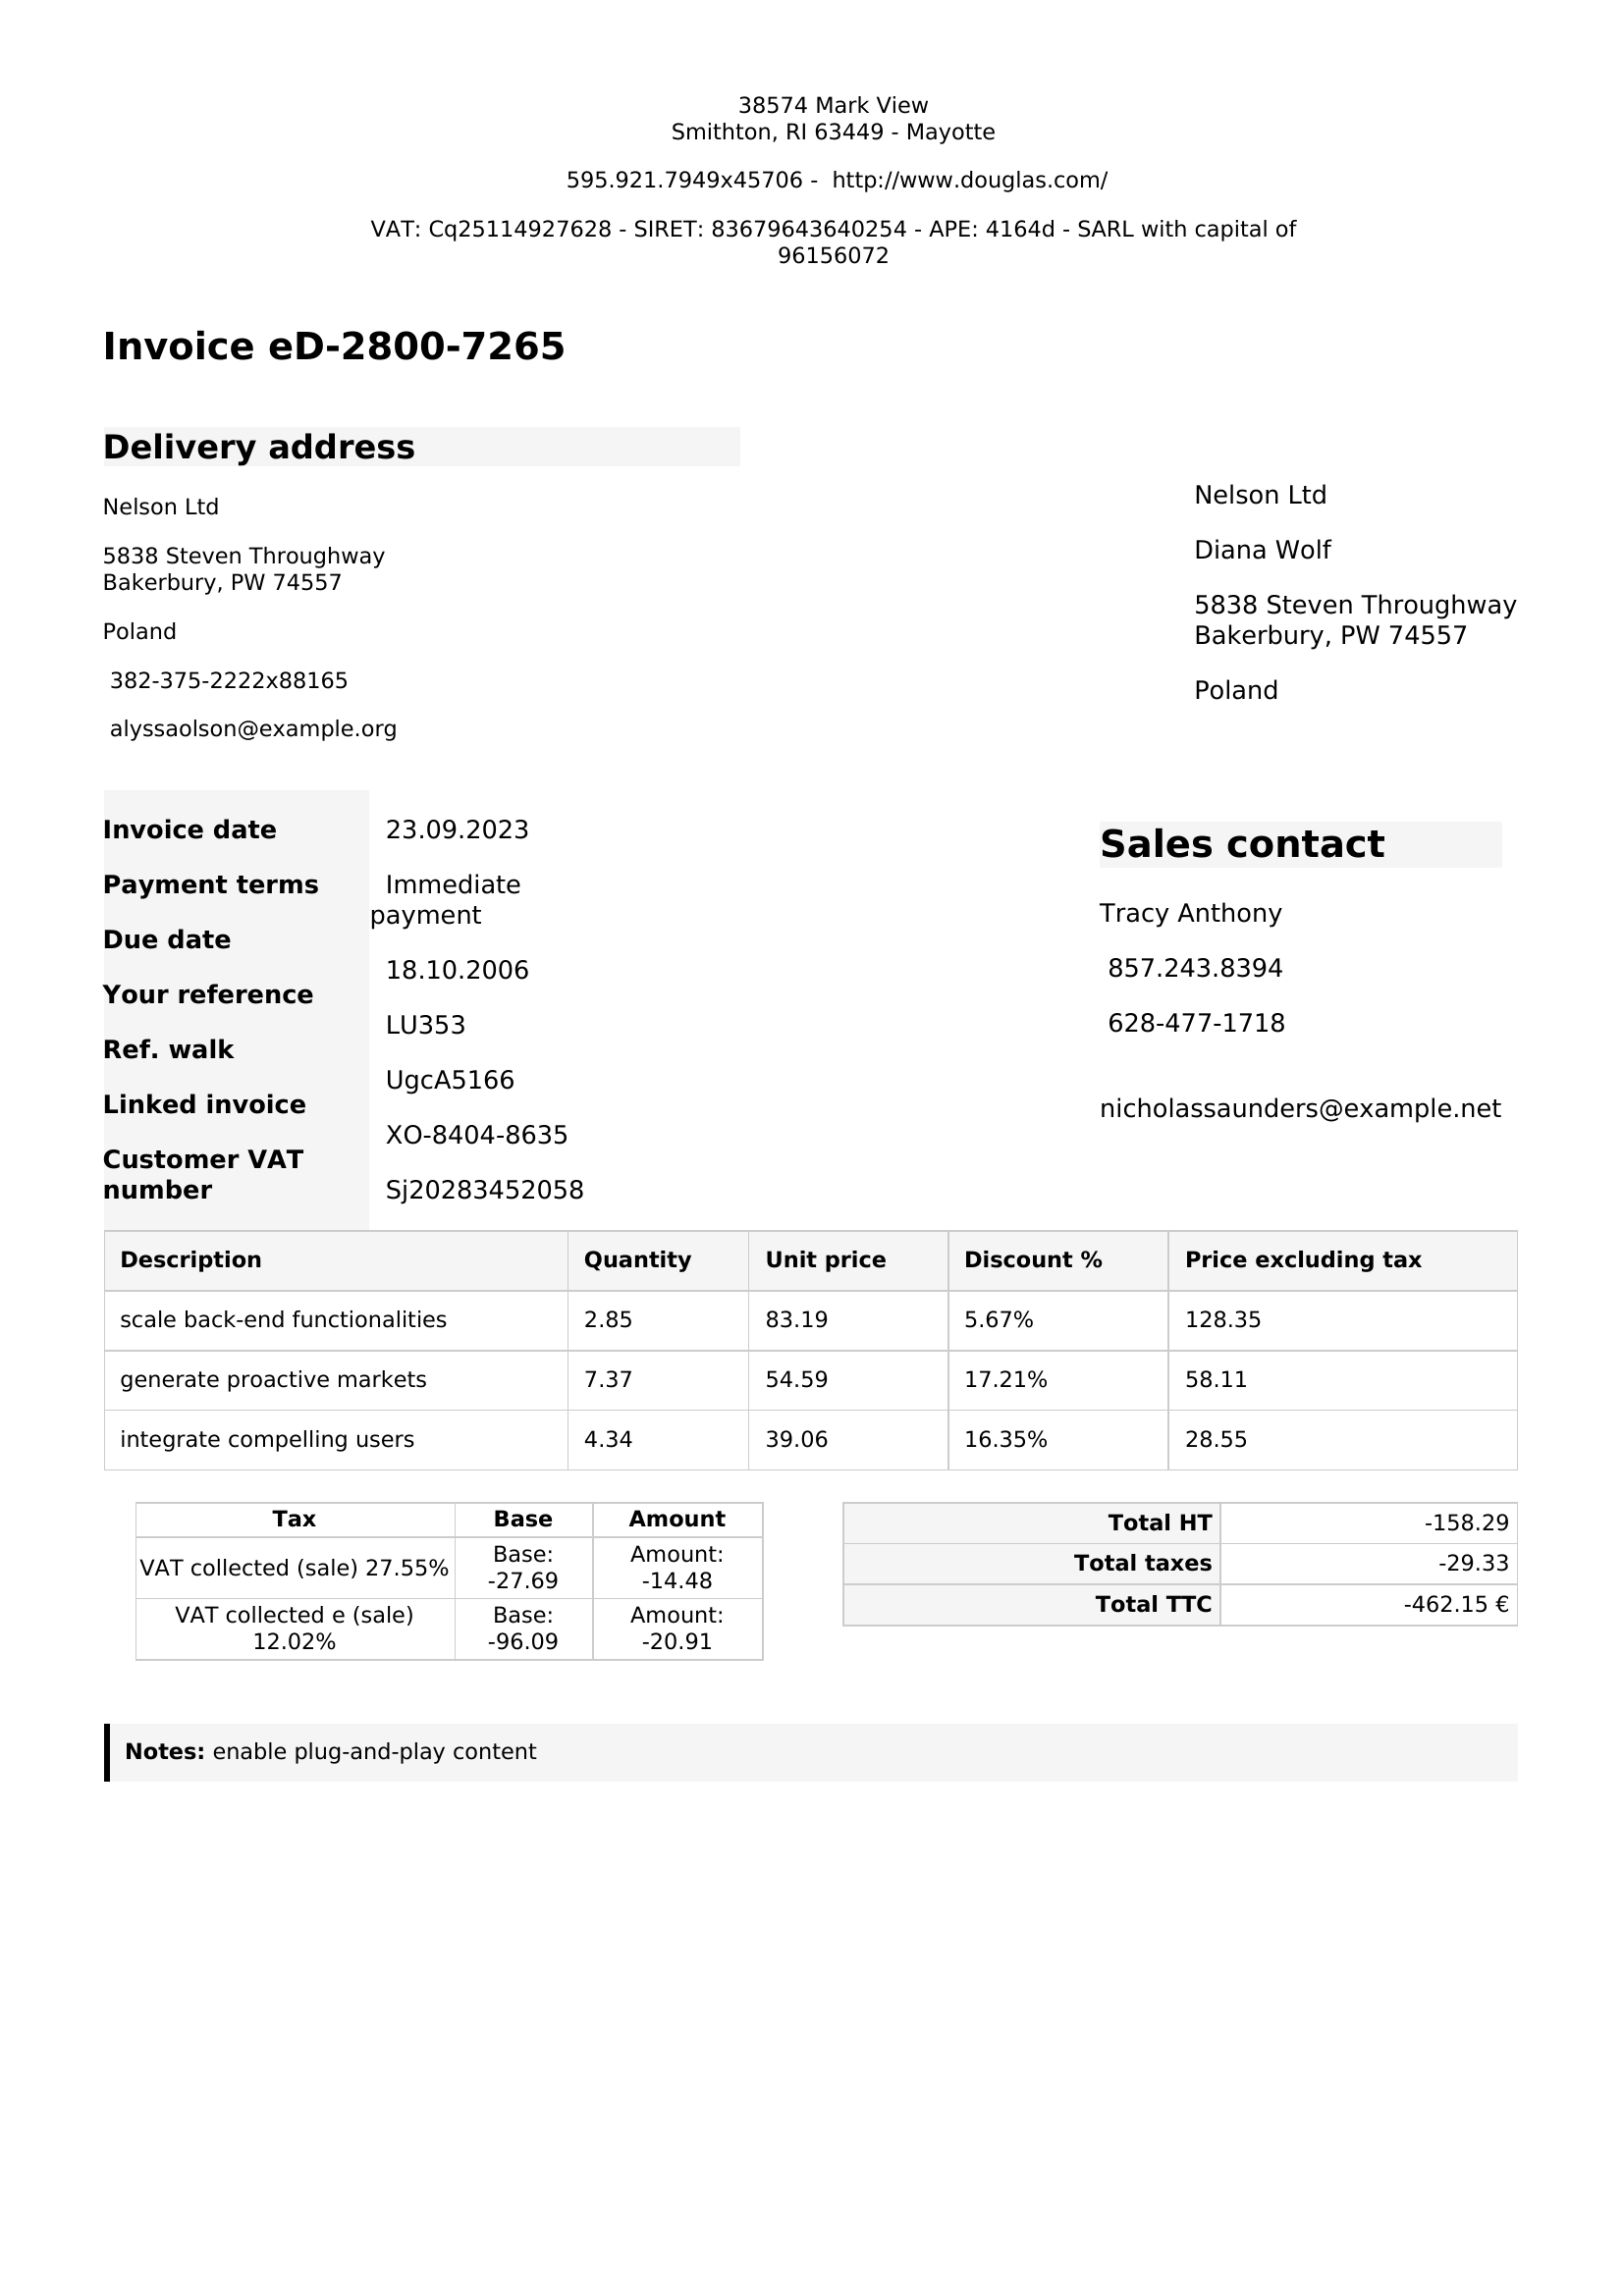 38574 Mark View
Smithton, RI 63449 - Mayotte
595.921.7949x45706 -  http://www.douglas.com/
VAT: Cq25114927628 - SIRET: 83679643640254 - APE: 4164d - SARL with capital of
96156072
Invoice eD-2800-7265
Delivery address
Nelson Ltd
5838 Steven Throughway
Bakerbury, PW 74557
Poland
382-375-2222x88165
alyssaolson@example.org
Nelson Ltd
Diana Wolf
5838 Steven Throughway
Bakerbury, PW 74557
Poland
Invoice date
Payment terms
Due date
Your reference
Ref. walk
Linked invoice
Customer VAT
number
23.09.2023
Immediate
payment
18.10.2006
LU353
UgcA5166
XO-8404-8635
Sj20283452058
Sales contact
Tracy Anthony
857.243.8394
628-477-1718
nicholassaunders@example.net
Description Quantity Unit price Discount % Price excluding tax
scale back-end functionalities 2.85 83.19 5.67% 128.35
generate proactive markets 7.37 54.59 17.21% 58.11
integrate compelling users 4.34 39.06 16.35% 28.55
Tax Base Amount
VAT collected (sale) 27.55% Base: -27.69 Amount: -14.48
VAT collected e (sale) 12.02% Base: -96.09 Amount: -20.91
Total HT -158.29
Total taxes -29.33
Total TTC -462.15 €
Notes: enable plug-and-play content